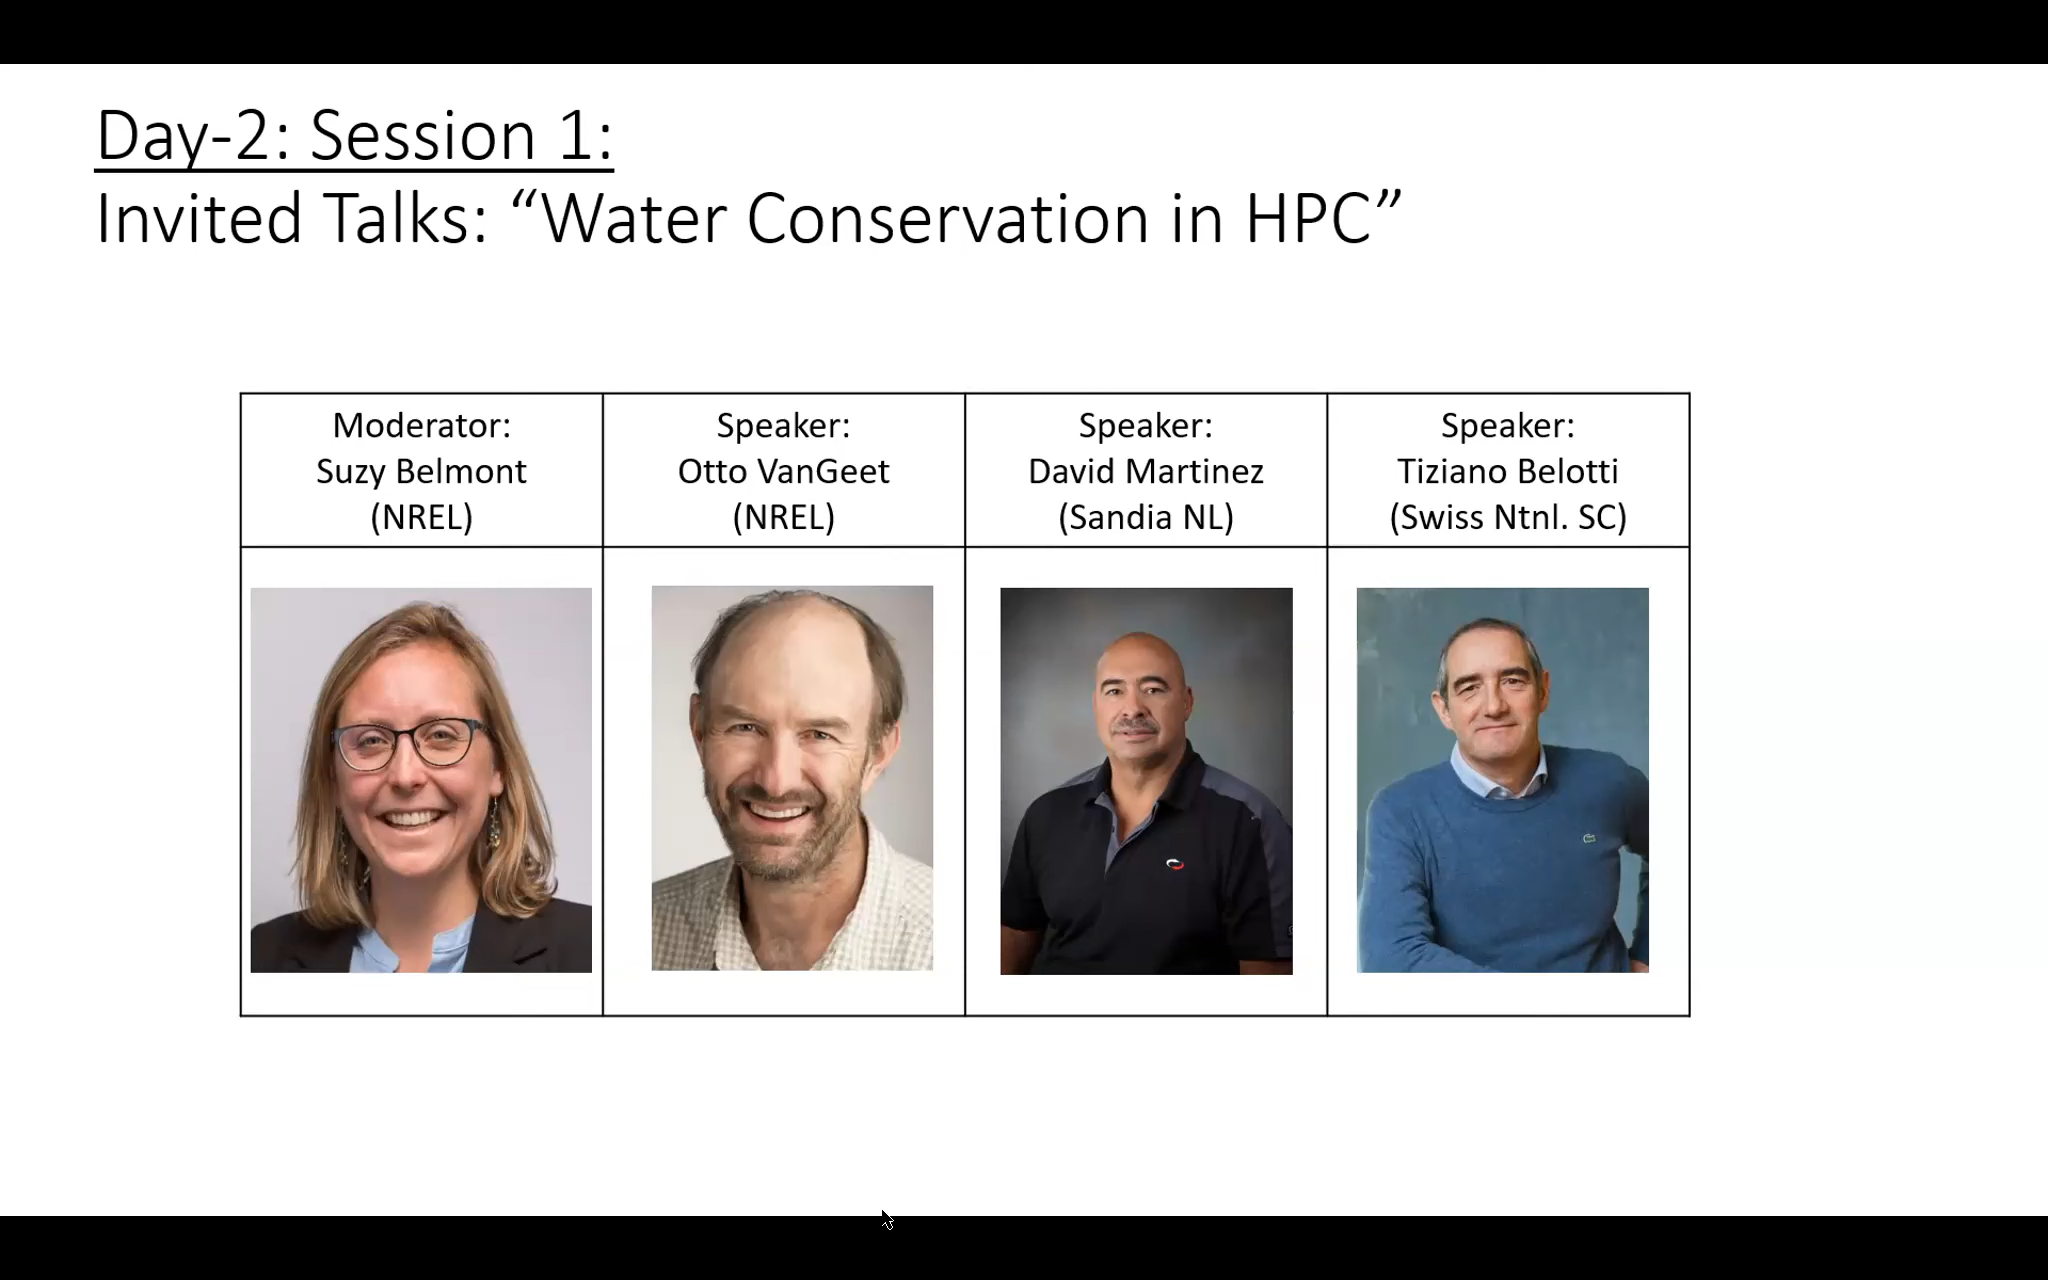 Day-2: Session 1:
Invited Talks: “Water Conservation in HPC”
Moderator:
Suzy Belmont
(NREL)
Speaker:
Otto VanGeet
(NREL)
Speaker:
David Martinez
(Sandia NL)
Speaker:
Tiziano Belotti
(Swiss Ntnl. SC)